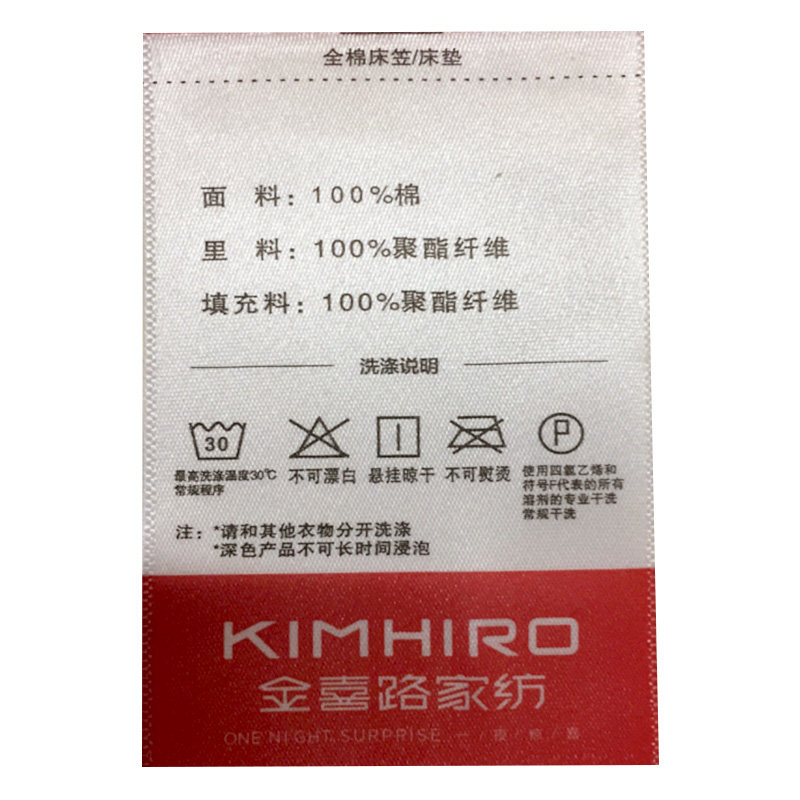 全棉床笠/床垫
面 料：100%棉
里 料：100%聚酯纤维
填充料：100%聚酯纤维
洗涤说明
30
P
最高洗涤温度30℃
常规程序
不可漂白
悬挂晾干
不可熨烫
使用四氯乙烯和
符号F代表的所有
溶剂的专业干洗
常规干洗
注：*请和其他衣物分开洗涤
*深色产品不可长时间浸泡
KIMHIRO
金喜路家纺
ONE NIGHT SURPRISE 一/夜/惊/喜